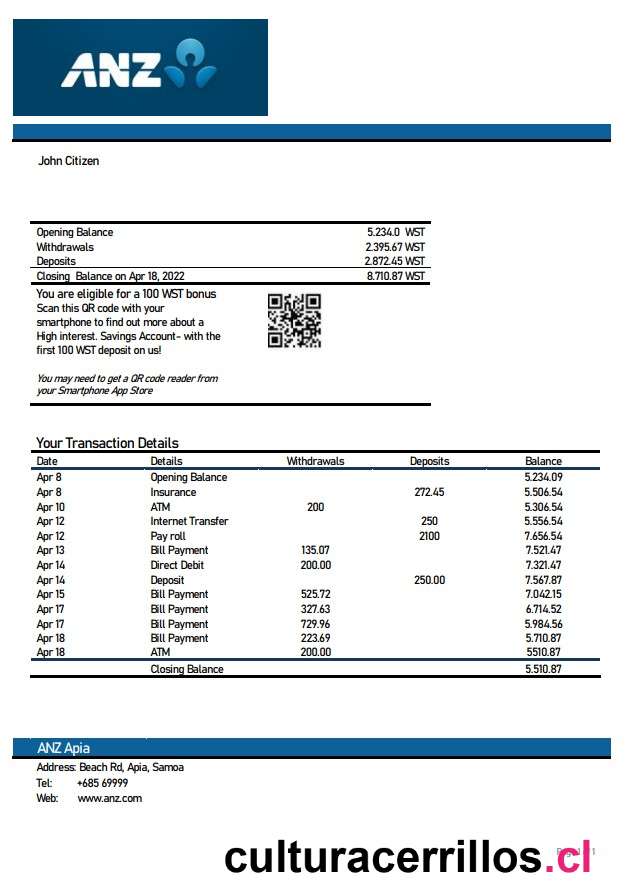 ANZ
John Citizen
Opening Balance 5.234.0 WST
Withdrawals 2.395.67 WST
Deposits 2.872.45 WST
Closing Balance on Apr 18, 2022 8.710.87 WST
You are eligible for a 100 WST bonus
Scan this QR code with your
smartphone to find out more about a
High interest. Savings Account- with the
first 100 WST deposit on us!
You may need to get a QR code reader from
your Smartphone App Store
Your Transaction Details
Date Details Withdrawals Deposits Balance
Apr 8 Opening Balance 5.234.09
Apr 8 Insurance 272.45 5.506.54
Apr 10 ATM 200 5.306.54
Apr 12 Internet Transfer 250 5.556.54
Apr 12 Pay roll 2100 7.656.54
Apr 13 Bill Payment 135.07 7.521.47
Apr 14 Direct Debit 200.00 7.321.47
Apr 14 Deposit 250.00 7.567.87
Apr 15 Bill Payment 525.72 7.042.15
Apr 17 Bill Payment 327.63 6.714.52
Apr 17 Bill Payment 729.96 5.984.56
Apr 18 Bill Payment 223.69 5.710.87
Apr 18 ATM 200.00 5510.87
Closing Balance 5.510.87
ANZ Apia
Address: Beach Rd, Apia, Samoa
Tel: +685 69999
Web: www.anz.com
culturacerrillos.cl